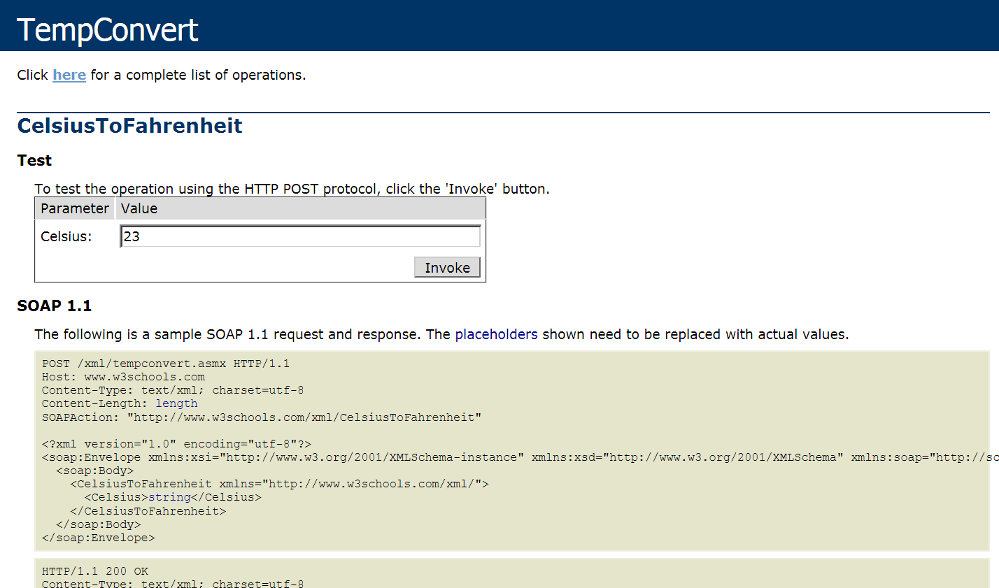 TempConvert
Click here for a complete list of operations.
CelsiusToFahrenheit
Test
To test the operation using the HTTP POST protocol, click the 'Invoke' button.
Parameter Value
Celsius: 23
Invoke
SOAP 1.1
The following is a sample SOAP 1.1 request and response. The placeholders shown need to be replaced with actual values.
POST /xml/tempconvert.asmx HTTP/1.1
Host: www.w3schools.com
Content-Type: text/xml; charset=utf-8
Content-Length: length
SOAPAction: "http://www.w3schools.com/xml/CelsiusToFahrenheit"
<?xml version="1.0" encoding="utf-8"?>
<soap:Envelope xmlns:xsi="http://www.w3.org/2001/XMLSchema-instance" xmlns:xsd="http://www.w3.org/2001/XMLSchema" xmlns:soap="http://sc
<soap:Body>
<CelsiusToFahrenheit xmlns="http://www.w3schools.com/xml/">
<Celsius>string</Celsius>
</CelsiusToFahrenheit>
</soap:Body>
</soap:Envelope>
HTTP/1.1 200 OK
Content-Type: text/xml; charset=utf-8